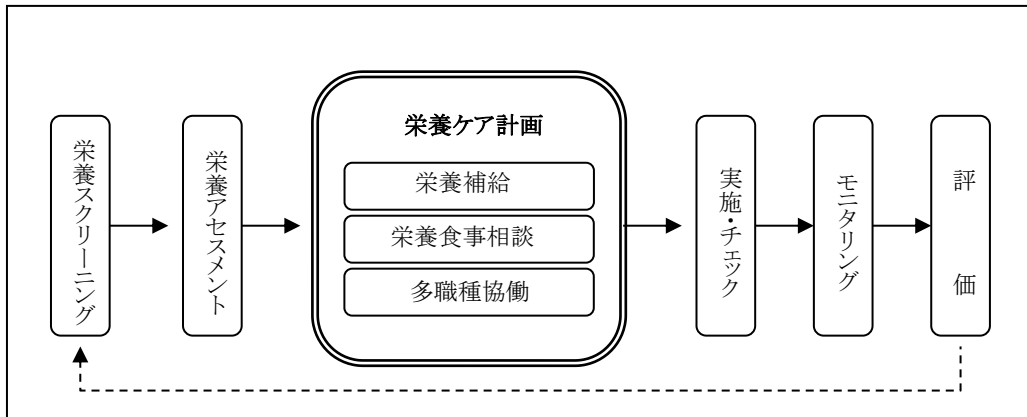 栄養スクリーニング
栄養アセスメント
栄養ケア計画
栄養補給
栄養食事相談
多職種協働
実施・チェック
モニタリング
評価